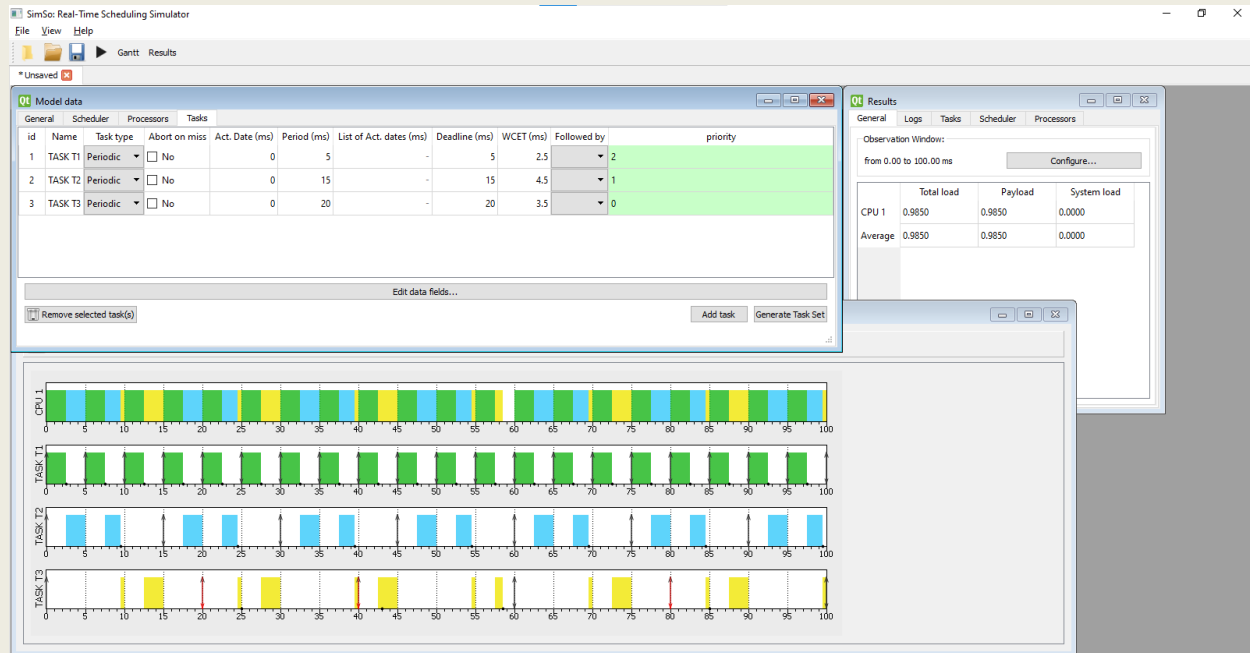 SimSo: Real-Time Scheduling Simulator
File View Help
Gantt Results
* Unsaved
Qt Model data
General Scheduler Processors Tasks
id Name Task type Abort on miss Act. Date (ms) Period (ms) List of Act. dates (ms) Deadline (ms) WCET (ms) Followed by priority
1 TASK T1 Periodic No 0 5 - 5 2.5 2
2 TASK T2 Periodic No 0 15 - 15 4.5 1
3 TASK T3 Periodic No 0 20 - 20 3.5 0
Edit data fields...
Remove selected task(s) Add task Generate Task Set
Qt Results
General Logs Tasks Scheduler Processors
Observation Window:
from 0.00 to 100.00 ms Configure...
Total load Payload System load
CPU 1 0.9850 0.9850 0.0000
Average 0.9850 0.9850 0.0000
CPU 1
0 5 10 15 20 25 30 35 40 45 50 55 60 65 70 75 80 85 90 95 100
TASK T1
0 5 10 15 20 25 30 35 40 45 50 55 60 65 70 75 80 85 90 95 100
TASK T2
0 5 10 15 20 25 30 35 40 45 50 55 60 65 70 75 80 85 90 95 100
TASK T3
0 5 10 15 20 25 30 35 40 45 50 55 60 65 70 75 80 85 90 95 100